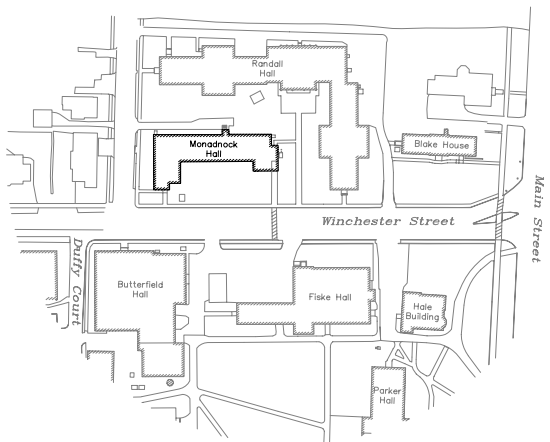 Randall
Hall
Monadnock
Hall
Blake House
Main Street
Winchester Street
Duffy Court
Butterfield
Hall
Fiske Hall
Hale
Building
Parker
Hall